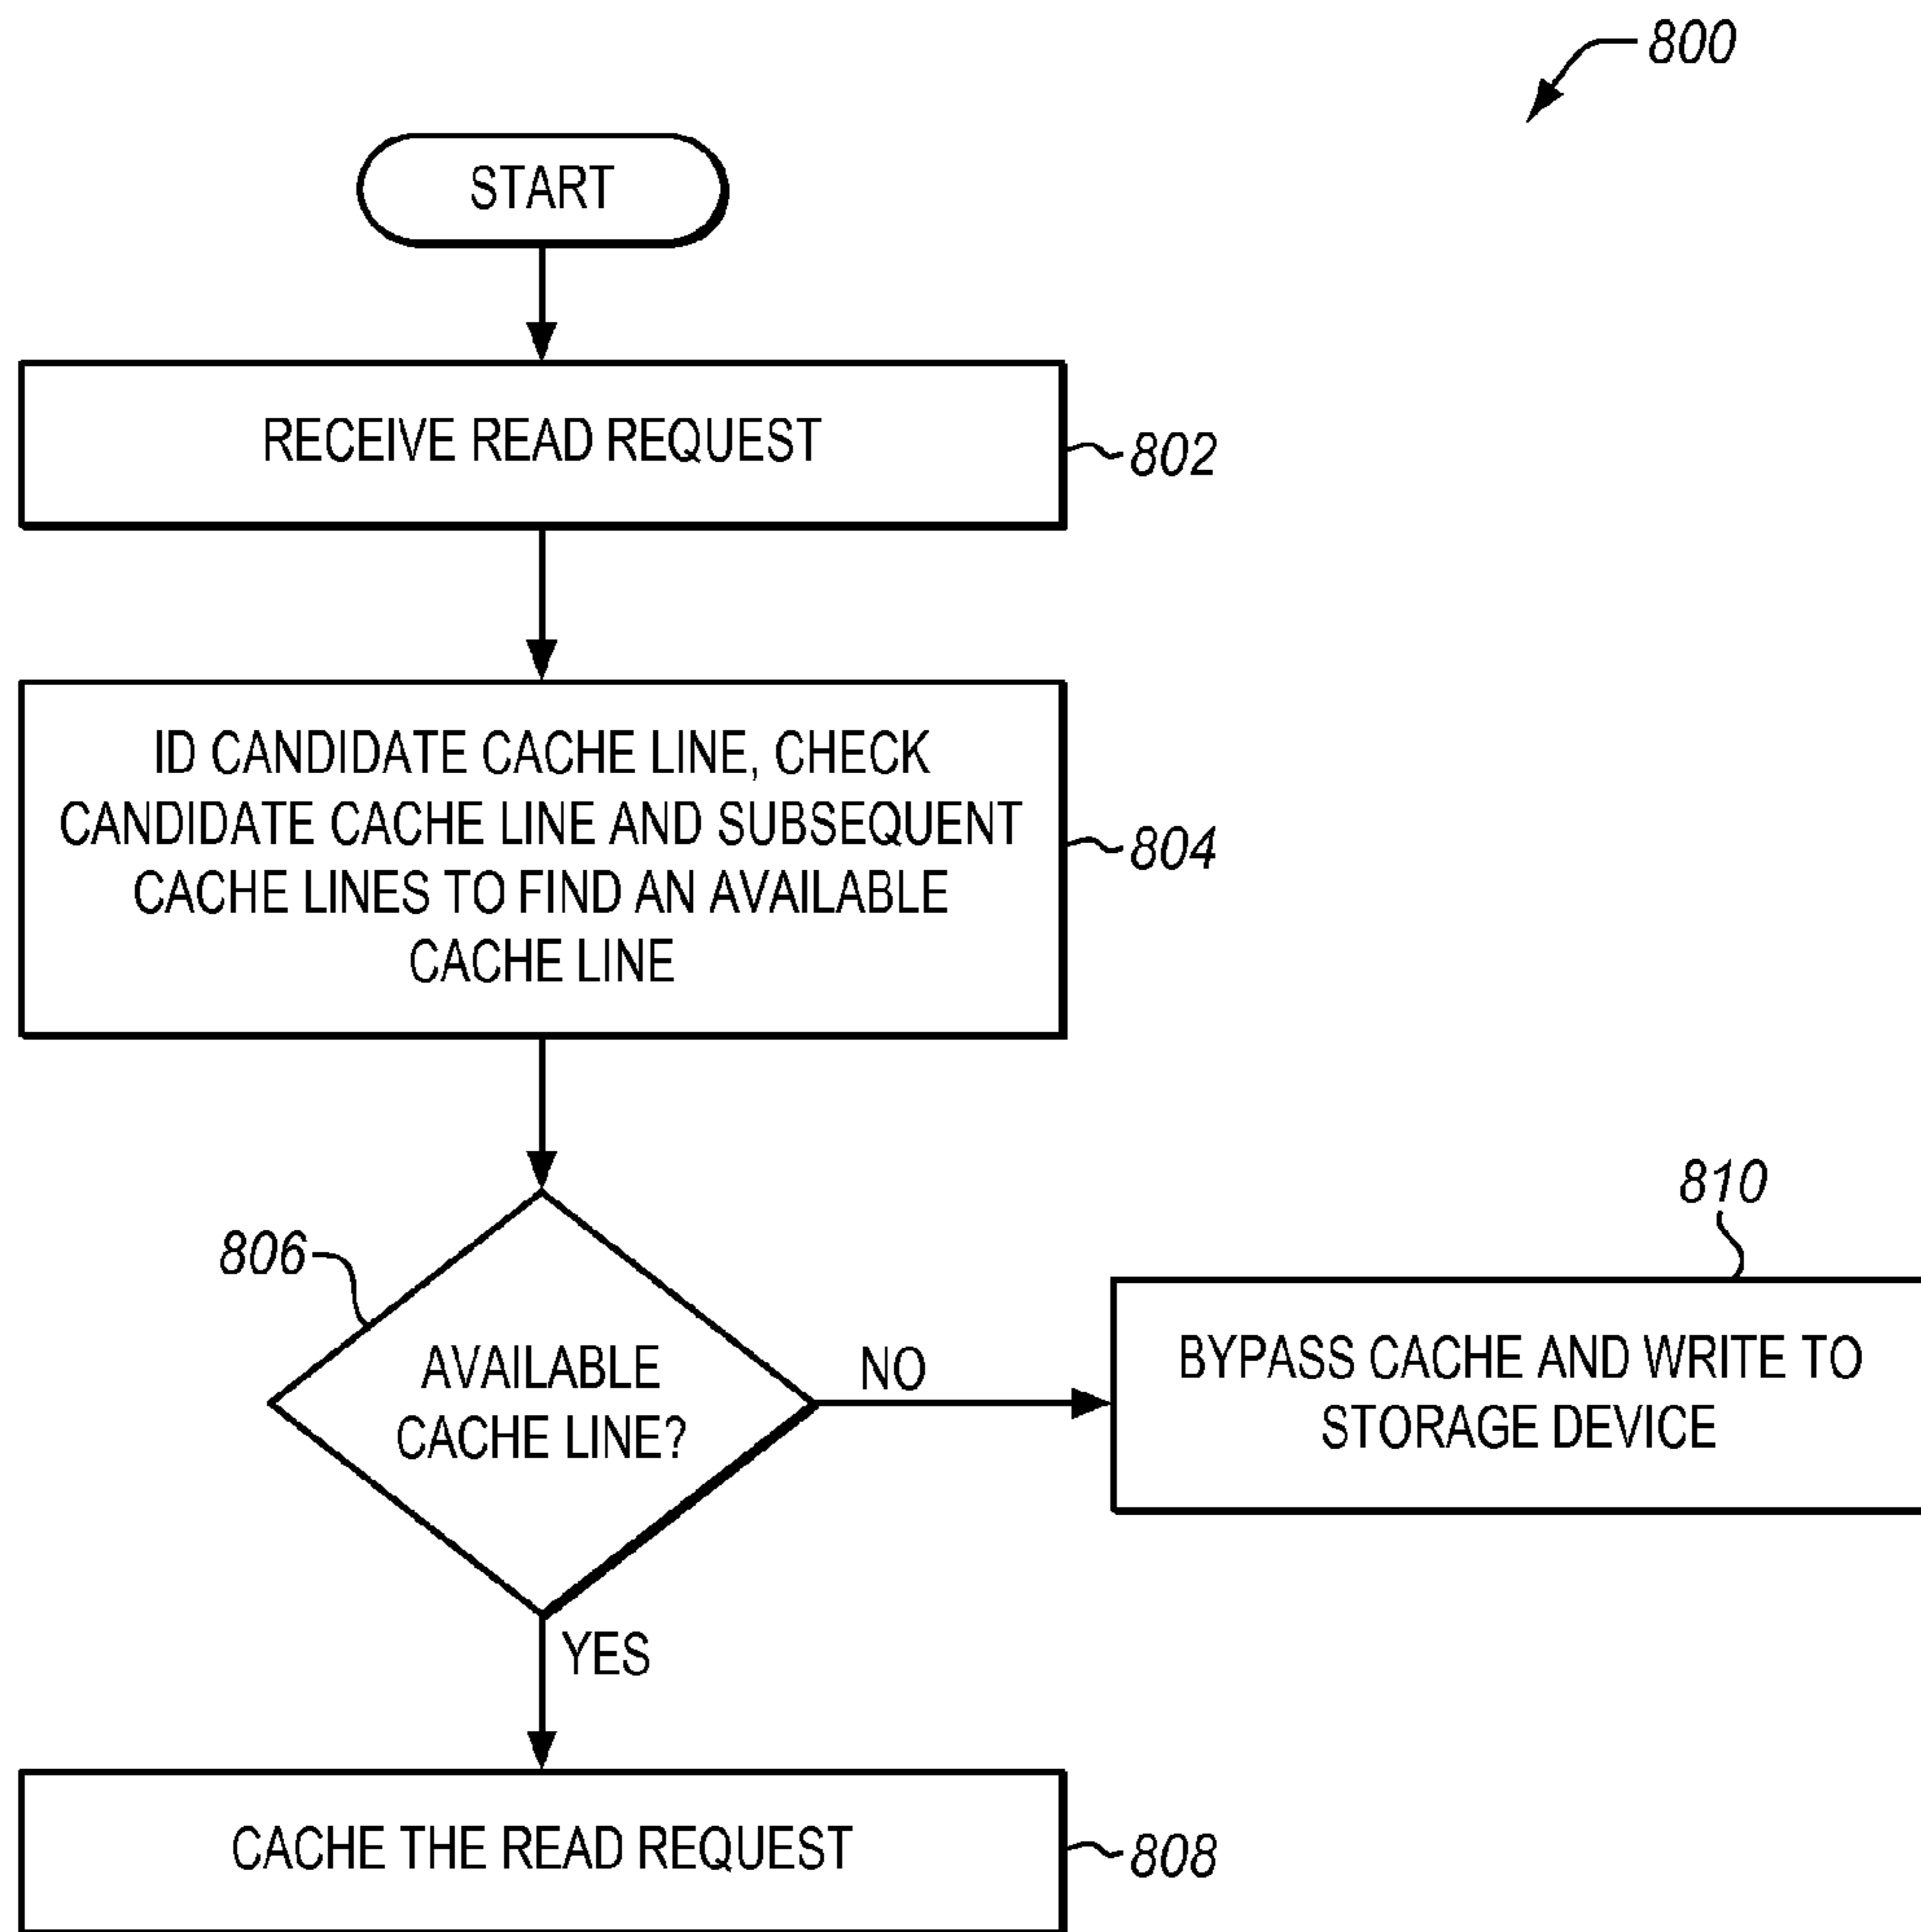 800
START
RECEIVE READ REQUEST
802
ID CANDIDATE CACHE LINE, CHECK
CANDIDATE CACHE LINE AND SUBSEQUENT
CACHE LINES TO FIND AN AVAILABLE
CACHE LINE
804
806
AVAILABLE
CACHE LINE?
NO
810
BYPASS CACHE AND WRITE TO
STORAGE DEVICE
YES
CACHE THE READ REQUEST
808